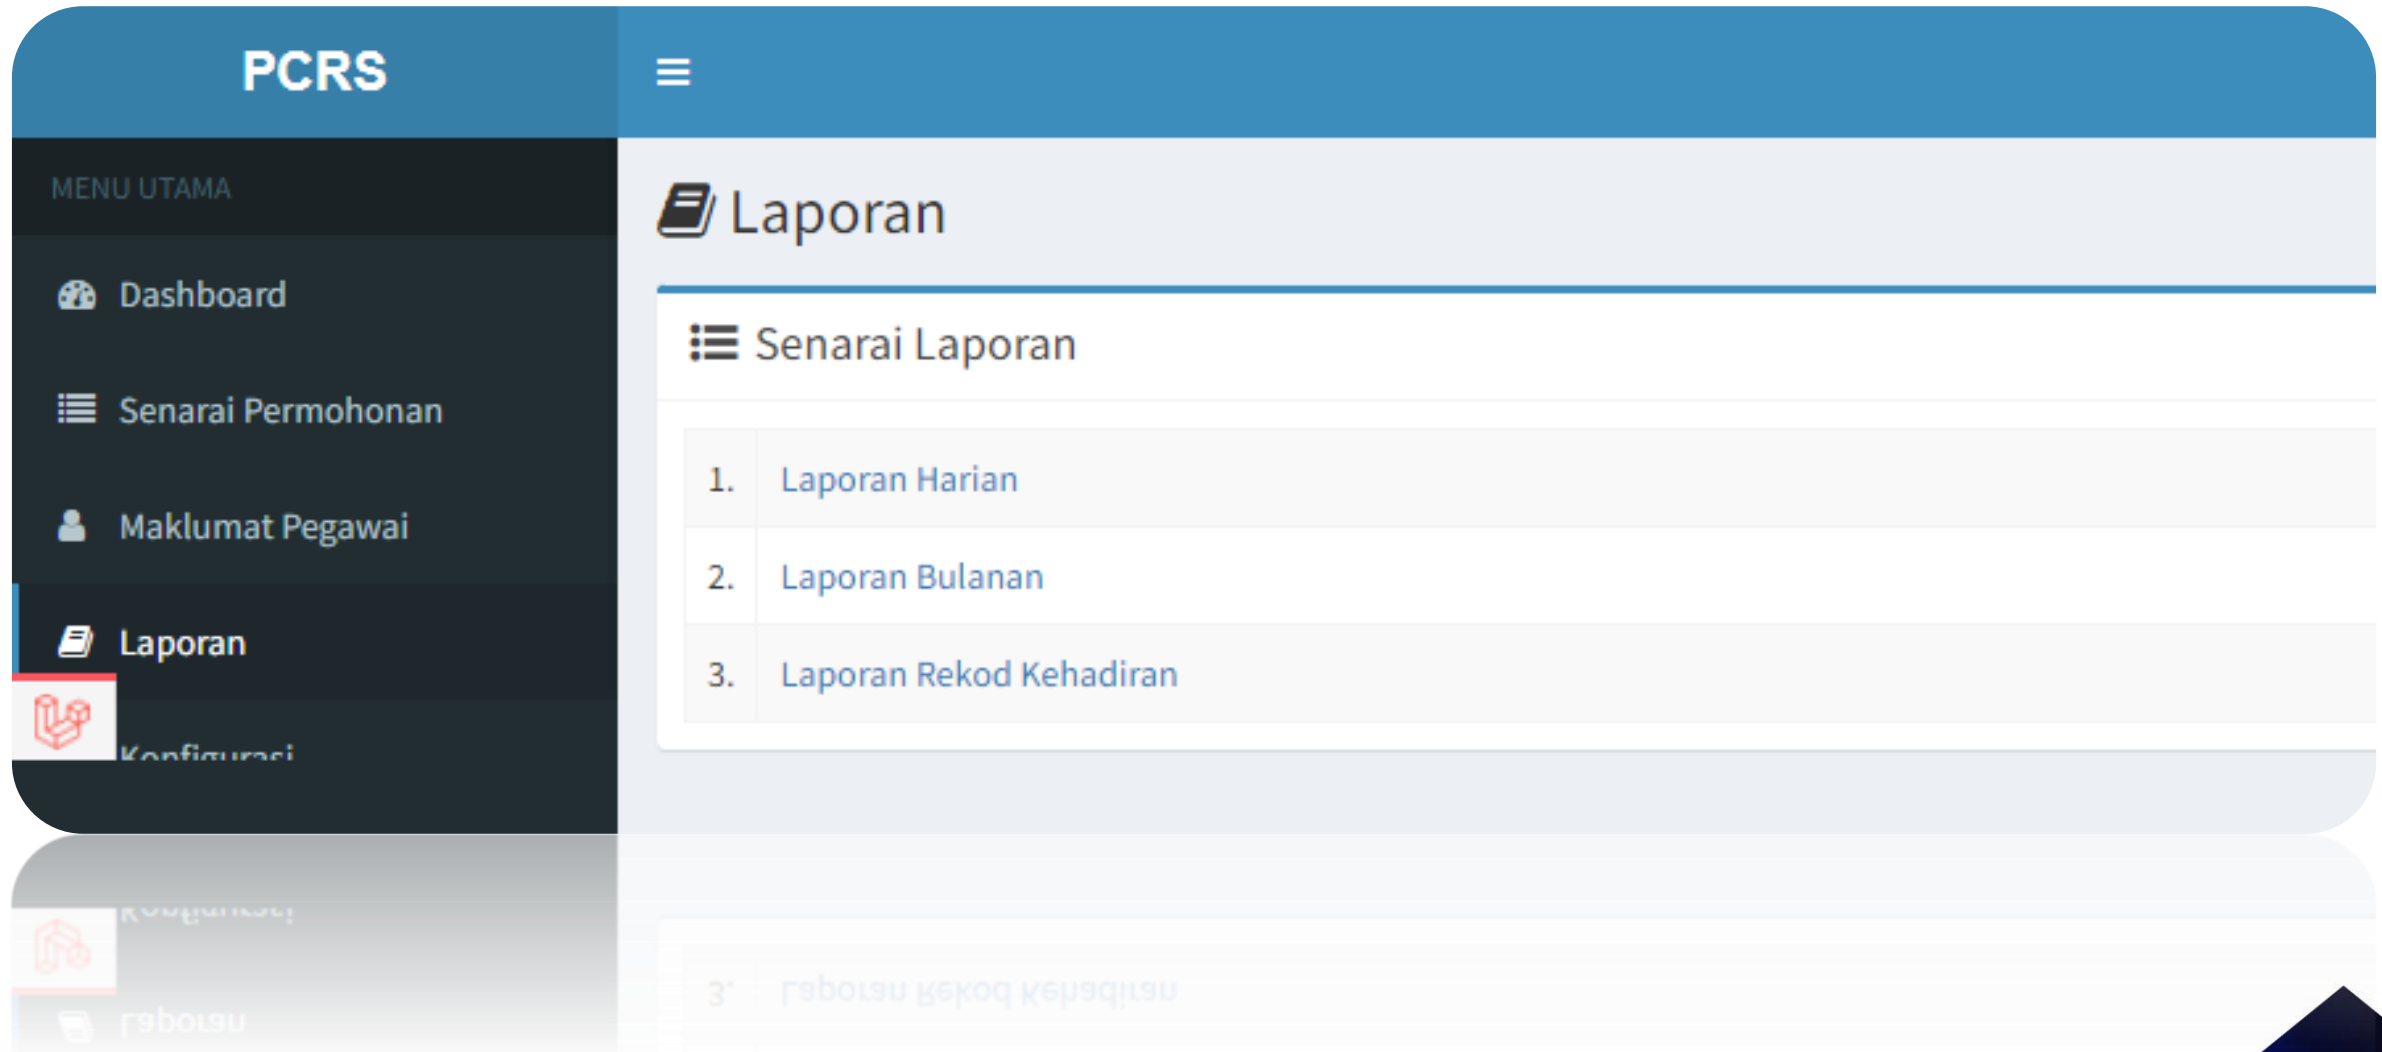 PCRS
MENU UTAMA
Dashboard
Senarai Permohonan
Maklumat Pegawai
Laporan
Konfigurasi
Laporan
Senarai Laporan
1. Laporan Harian
2. Laporan Bulanan
3. Laporan Rekod Kehadiran